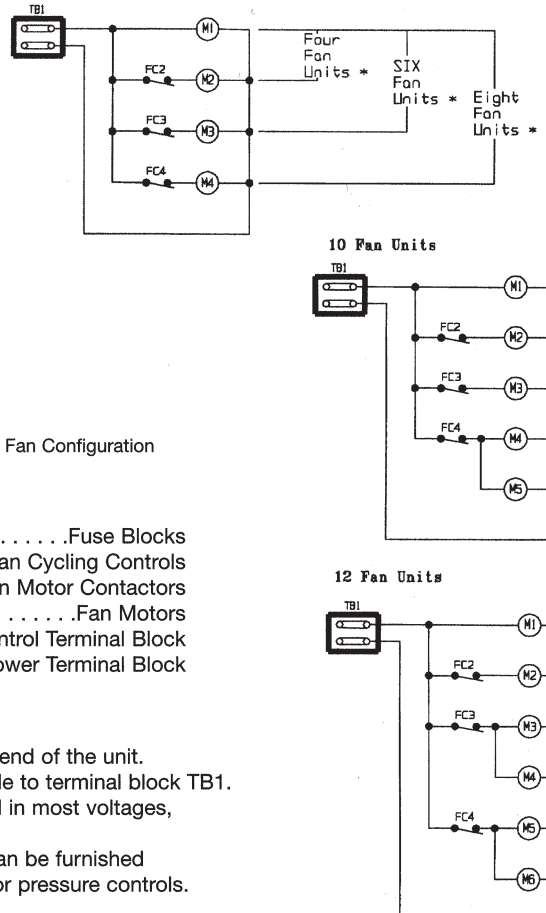 TB1
M1
Four
Fan
Units *
SIX
Fan
Units *
Eight
Fan
Units *
FC2
M2
FC3
M3
FC4
M4
10 Fan Units
TB1
M1
FC2
M2
FC3
M3
FC4
M4
M5
Fan Configuration
. . . . . .Fuse Blocks
an Cycling Controls
n Motor Contactors
. . . . . . .Fan Motors
ntrol Terminal Block
ower Terminal Block
12 Fan Units
TB1
M1
FC2
M2
FC3
M3
M4
FC4
M5
M6
end of the unit.
le to terminal block TB1.
in most voltages,
an be furnished
or pressure controls.